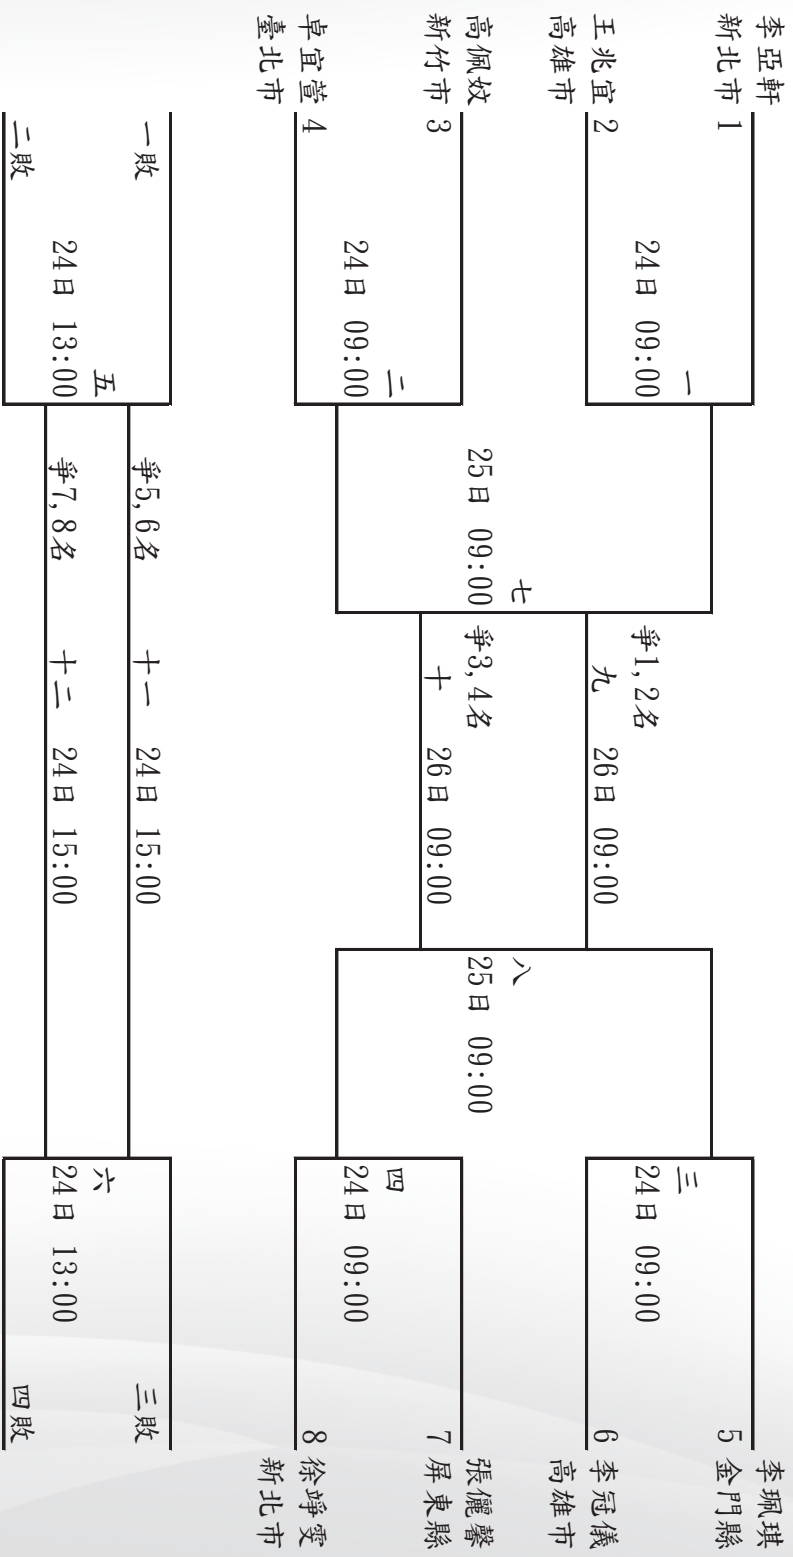 李亞軒
新北市 1
24日 09:00
一
王兆宜
高雄市 2
高佩妏
新竹市 3
24日 09:00
二
卓宜萱
臺北市 4
25日 09:00
七
爭1,2名
九 26日 09:00
爭3,4名
十 26日 09:00
八
25日 09:00
李珮琪
5 金門縣
三
24日 09:00
6 李冠儀
高雄市
張儷馨
7 屏東縣
四
24日 09:00
8 徐竫雯
新北市
一敗
24日 13:00
五
二敗
爭5,6名 十一 24日 15:00
爭7,8名 十二 24日 15:00
三敗
六
24日 13:00
四敗